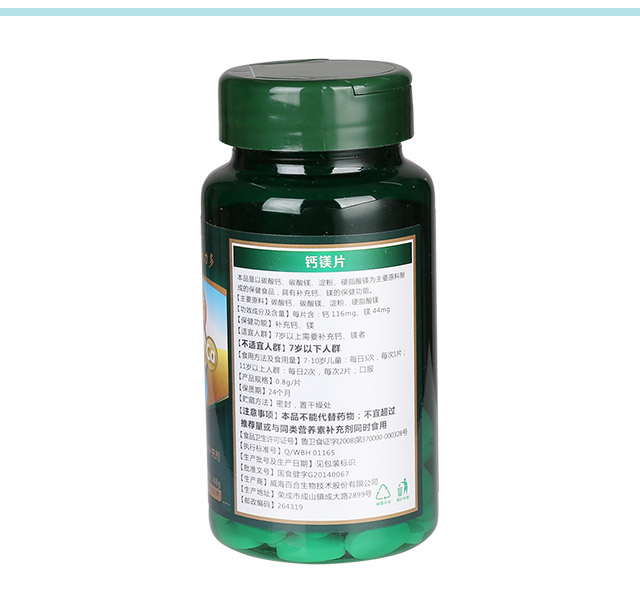 钙镁片
本品是以碳酸钙、碳酸镁、淀粉、硬脂酸镁为主要原料制
成的保健食品，具有补充钙、镁的保健功能。
【主要原料】碳酸钙、碳酸镁、淀粉、硬脂酸镁
【功效成分及含量】每片含：钙 116mg、镁 44mg
【保健功能】补充钙、镁
【适宜人群】7岁以上需要补充钙、镁者
【不适宜人群】7岁以下人群
【食用方法及食用量】7-10岁儿童：每日3次，每次1片；
11岁以上人群：每日2次，每次2片；口服
【产品规格】0.8g/片
【保质期】24个月
【贮藏方法】密封，置干燥处
【注意事项】本品不能代替药物；不宜超过
推荐量或与同类营养素补充剂同时食用
【食品卫生许可证号】鲁卫食证字(2008)第370000-000328号
【执行标准号】Q/WBH 0116S
【生产批号及生产日期】见包装标识
【批准文号】国食健字G20140067
【生产商】威海百合生物技术股份有限公司
【生产地址】荣成市成山镇成大路2899号
【邮政编码】264319
力多
Ca